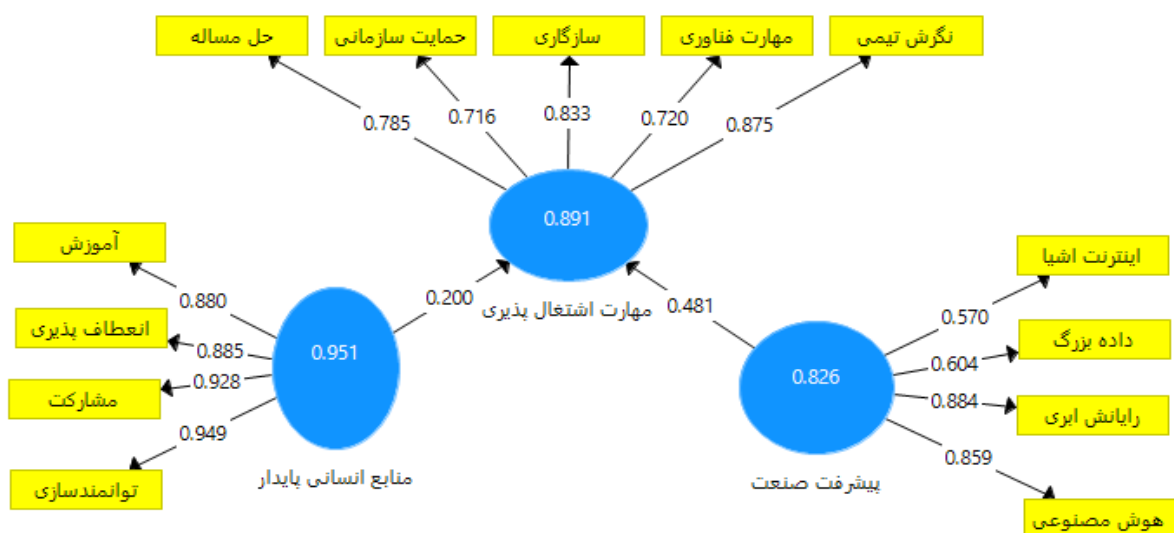 حل مساله
حمایت سازمانی
سازگاری
مهارت فناوری
نگرش تیمی
0.785
0.716
0.833
0.720
0.875
0.891
مهارت اشتغال پذیری
0.200
0.481
آموزش
انعطاف پذیری
مشارکت
توانمندسازی
0.880
0.885
0.928
0.949
0.951
منابع انسانی پایدار
0.826
پیشرفت صنعت
0.570
0.604
0.884
0.859
اینترنت اشیا
داده بزرگ
رایانش ابری
هوش مصنوعی